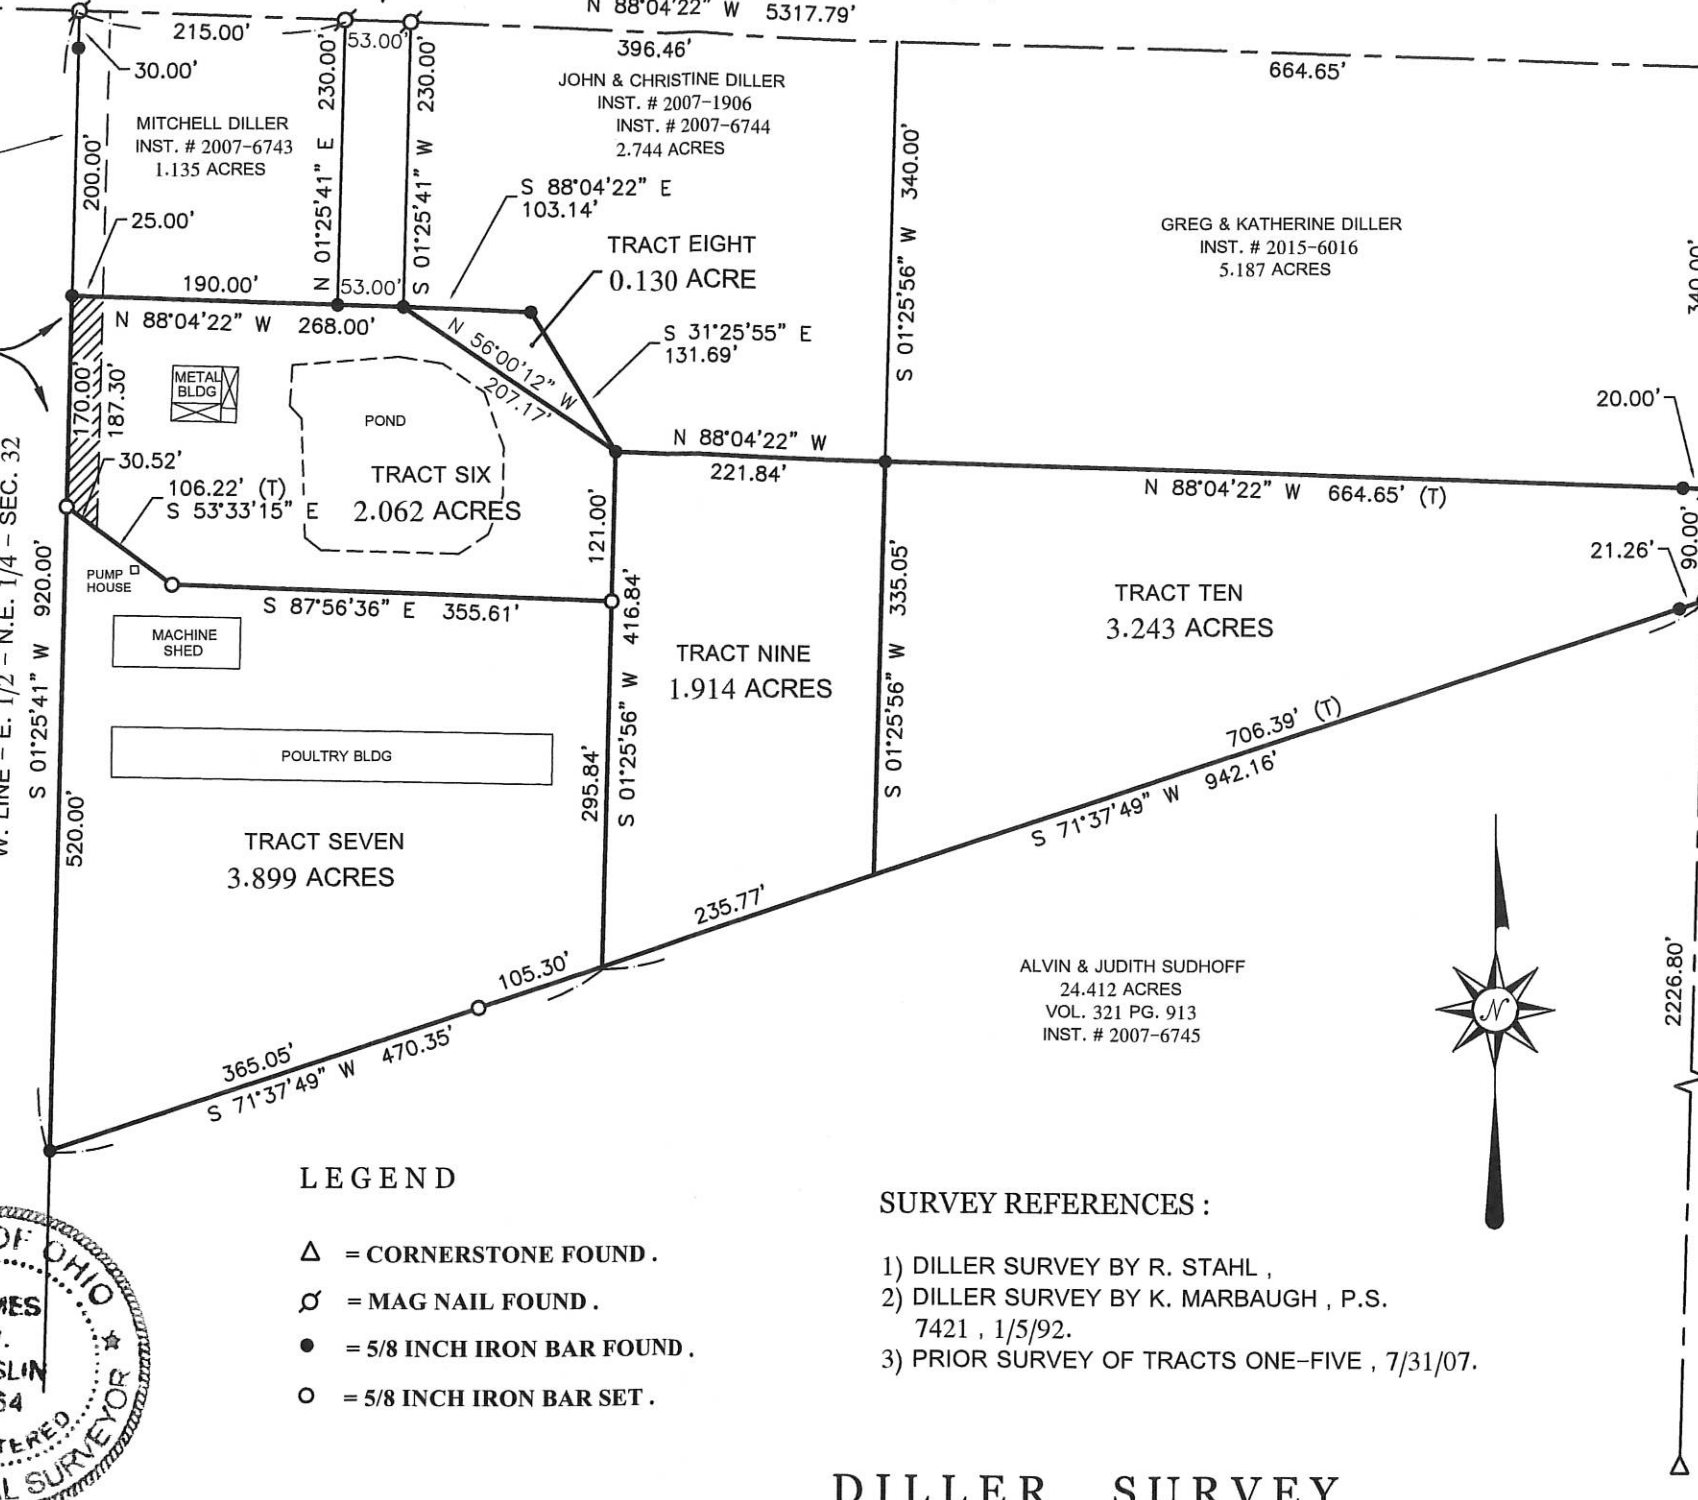 N 88°04'22" W 5317.79'
215.00'
53.00'
396.46'
664.65'
30.00'
JOHN & CHRISTINE DILLER
INST. # 2007-1906
INST. # 2007-6744
2.744 ACRES
MITCHELL DILLER
INST. # 2007-6743
1.135 ACRES
200.00'
N 01°25'41" E 230.00'
S 01°25'41" W 230.00'
S 01°25'56" W 340.00'
S 88°04'22" E
103.14'
25.00'
GREG & KATHERINE DILLER
INST. # 2015-6016
5.187 ACRES
340.00'
TRACT EIGHT
0.130 ACRE
190.00'
53.00'
N 88°04'22" W 268.00'
N 56°00'12" W
207.17'
S 31°25'55" E
131.69'
170.00'
187.30'
METAL
BLDG
POND
20.00'
N 88°04'22" W
221.84'
30.52'
106.22' (T)
S 53°33'15" E
TRACT SIX
2.062 ACRES
N 88°04'22" W 664.65' (T)
121.00'
90.00'
21.26'
W. LINE - E. 1/2 - N.E. 1/4 - SEC. 32
S 01°25'41" W 920.00'
PUMP
HOUSE
S 87°56'36" E 355.61'
S 01°25'56" W 416.84'
S 01°25'56" W 335.05'
TRACT TEN
3.243 ACRES
MACHINE
SHED
TRACT NINE
1.914 ACRES
706.39' (T)
S 71°37'49" W 942.16'
POULTRY BLDG
295.84'
520.00'
TRACT SEVEN
3.899 ACRES
235.77'
105.30'
ALVIN & JUDITH SUDHOFF
24.412 ACRES
VOL. 321 PG. 913
INST. # 2007-6745
N
2226.80'
365.05'
S 71°37'49" W 470.35'
LEGEND
= CORNERSTONE FOUND .
= MAG NAIL FOUND .
= 5/8 INCH IRON BAR FOUND .
= 5/8 INCH IRON BAR SET .
SURVEY REFERENCES :
1) DILLER SURVEY BY R. STAHL ,
2) DILLER SURVEY BY K. MARBAUGH , P.S.
7421 , 1/5/92.
3) PRIOR SURVEY OF TRACTS ONE-FIVE , 7/31/07.
OF OHIO
SURVEYOR
DILLER SURVEY